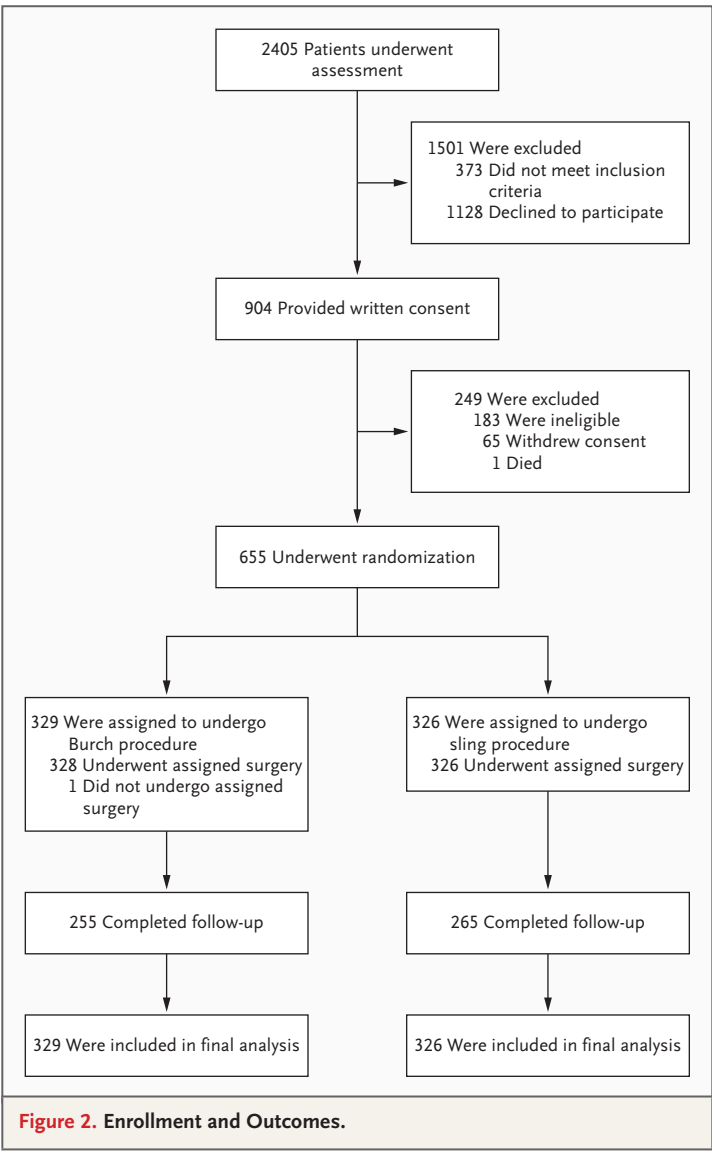 2405 Patients underwent
assessment
1501 Were excluded
373 Did not meet inclusion
criteria
1128 Declined to participate
904 Provided written consent
249 Were excluded
183 Were ineligible
65 Withdrew consent
1 Died
655 Underwent randomization
329 Were assigned to undergo
Burch procedure
328 Underwent assigned surgery
1 Did not undergo assigned
surgery
326 Were assigned to undergo
sling procedure
326 Underwent assigned surgery
255 Completed follow-up
265 Completed follow-up
329 Were included in final analysis
326 Were included in final analysis
Figure 2. Enrollment and Outcomes.